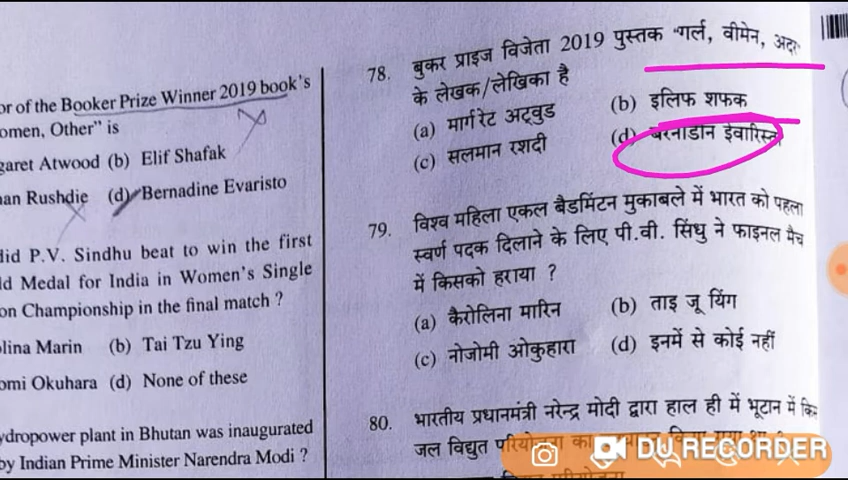 or of the Booker Prize Winner 2019 book's
omen, Other" is
garet Atwood (b) Elif Shafak
an Rushdie (d) Bernadine Evaristo
did P.V. Sindhu beat to win the first
ld Medal for India in Women's Single
on Championship in the final match ?
lina Marin (b) Tai Tzu Ying
omi Okuhara (d) None of these
ydropower plant in Bhutan was inaugurated
by Indian Prime Minister Narendra Modi ?
78. बुकर प्राइज विजेता 2019 पुस्तक "गर्ल, वीमेन, अदर"
के लेखक/लेखिका है
(a) मार्गरेट अट्वुड (b) इलिफ शफक
(c) सलमान रशदी (d) बरनाडीन ईवारिस्तो
79. विश्व महिला एकल बैडमिंटन मुकाबले में भारत को पहला
स्वर्ण पदक दिलाने के लिए पी.वी. सिंधु ने फाइनल मैच
में किसको हराया ?
(a) कैरोलिना मारिन (b) ताइ जू यिंग
(c) नोजोमी ओकुहारा (d) इनमें से कोई नहीं
80. भारतीय प्रधानमंत्री नरेन्द्र मोदी द्वारा हाल ही में भूटान में किस
जल विद्युत परियोजना का
DU RECORDER